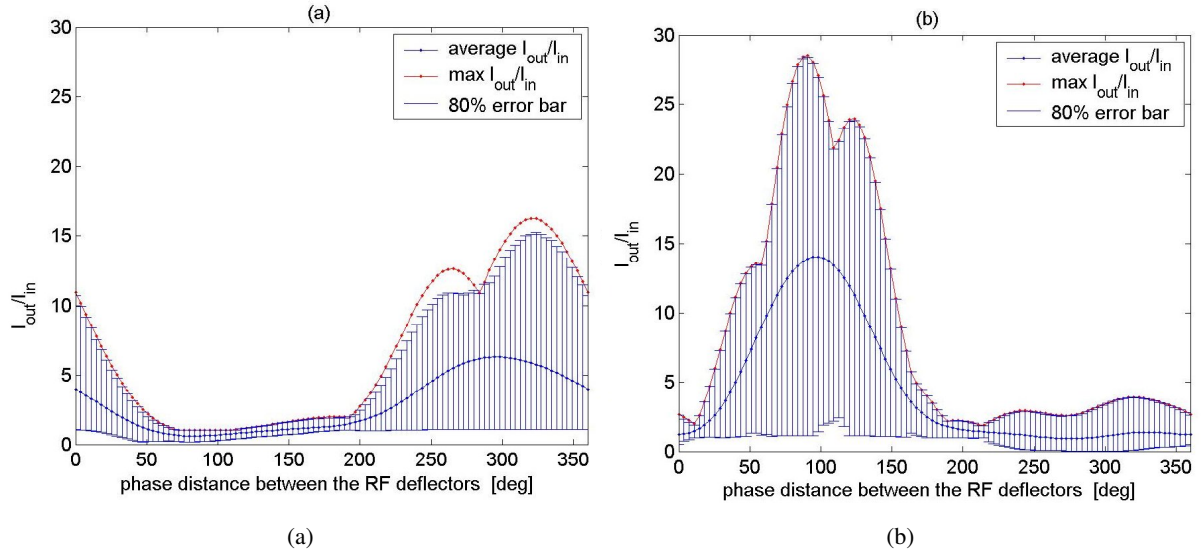 (a)
30
25
20
15
10
5
0
I_out/I_in
average I_out/I_in
max I_out/I_in
80% error bar
0 50 100 150 200 250 300 350
phase distance between the RF deflectors [deg]
(a)
(b)
30
25
20
15
10
5
0
I_out/I_in
average I_out/I_in
max I_out/I_in
80% error bar
0 50 100 150 200 250 300 350
phase distance between the RF deflectors [deg]
(b)